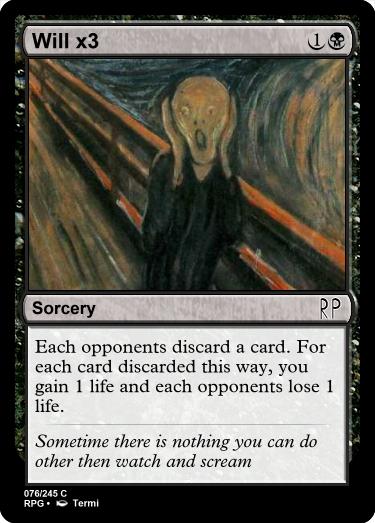 Will x3 1
Sorcery RP
Each opponents discard a card. For
each card discarded this way, you
gain 1 life and each opponents lose 1
life.
Sometime there is nothing you can do
other then watch and scream
076/245 C
RPG • Termi